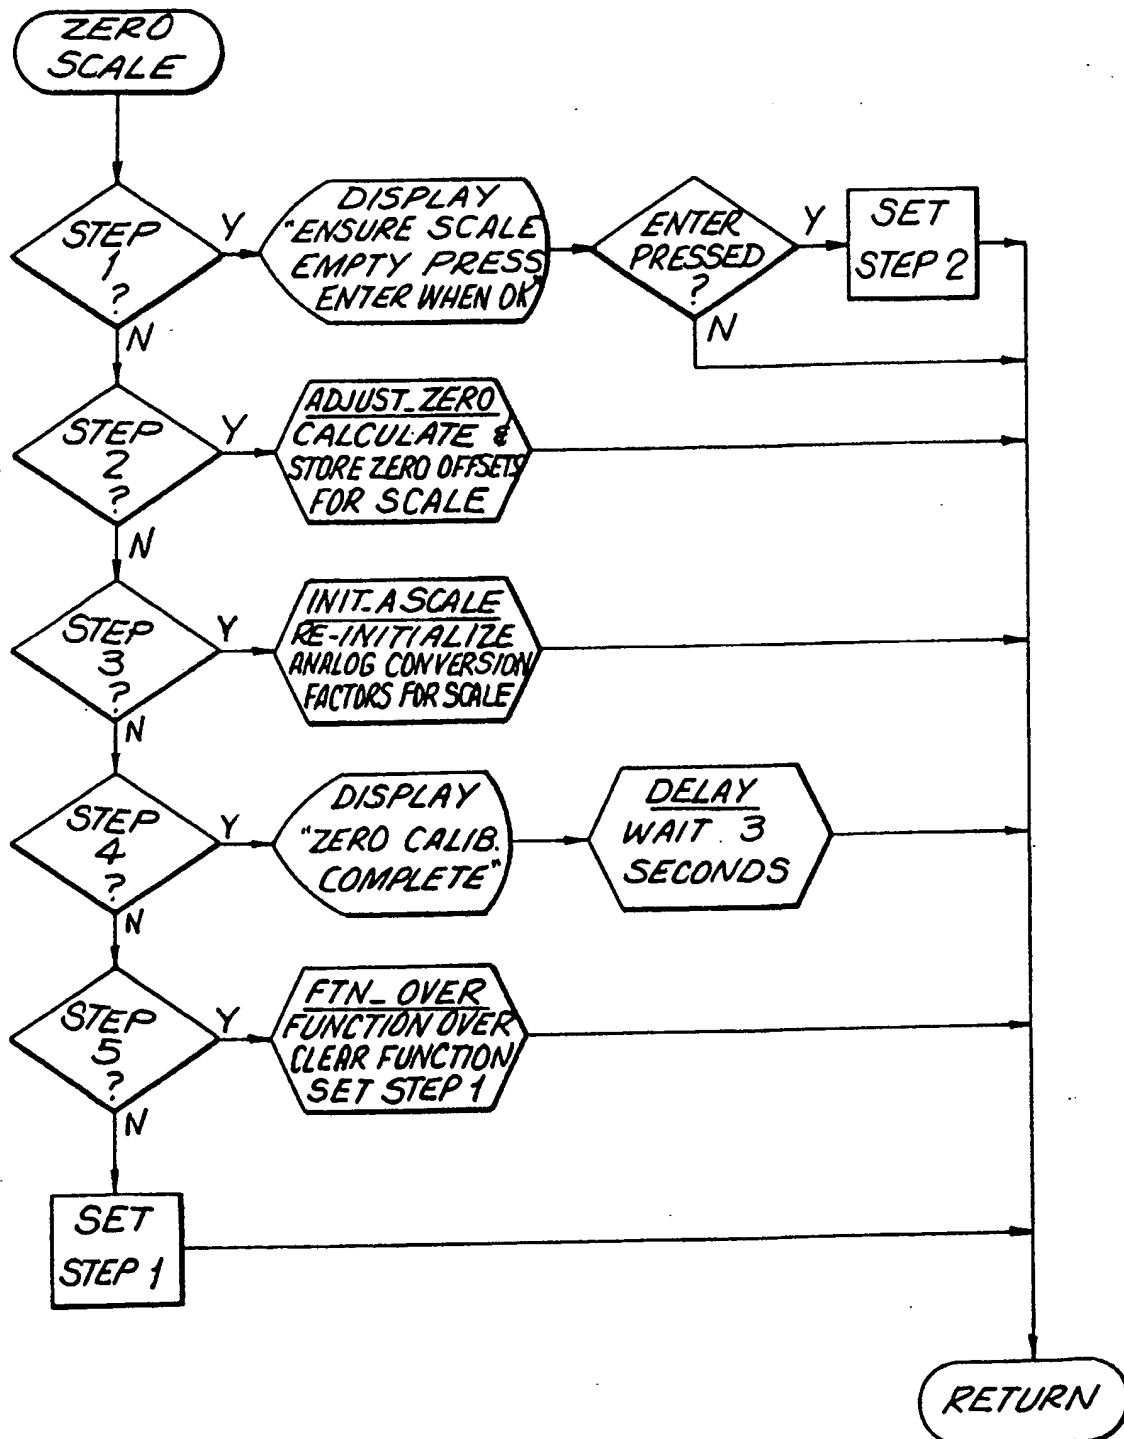 ZERO
SCALE
STEP
1
?
Y
N
DISPLAY
"ENSURE SCALE
EMPTY PRESS
ENTER WHEN OK"
ENTER
PRESSED
?
Y
N
SET
STEP 2
STEP
2
?
Y
N
ADJUST_ZERO
CALCULATE &
STORE ZERO OFFSETS
FOR SCALE
STEP
3
?
Y
N
INIT_A SCALE
RE-INITIALIZE
ANALOG CONVERSION
FACTORS FOR SCALE
STEP
4
?
Y
N
DISPLAY
"ZERO CALIB.
COMPLETE"
DELAY
WAIT 3
SECONDS
STEP
5
?
Y
N
FTN_OVER
FUNCTION OVER
CLEAR FUNCTION
SET STEP 1
SET
STEP 1
RETURN